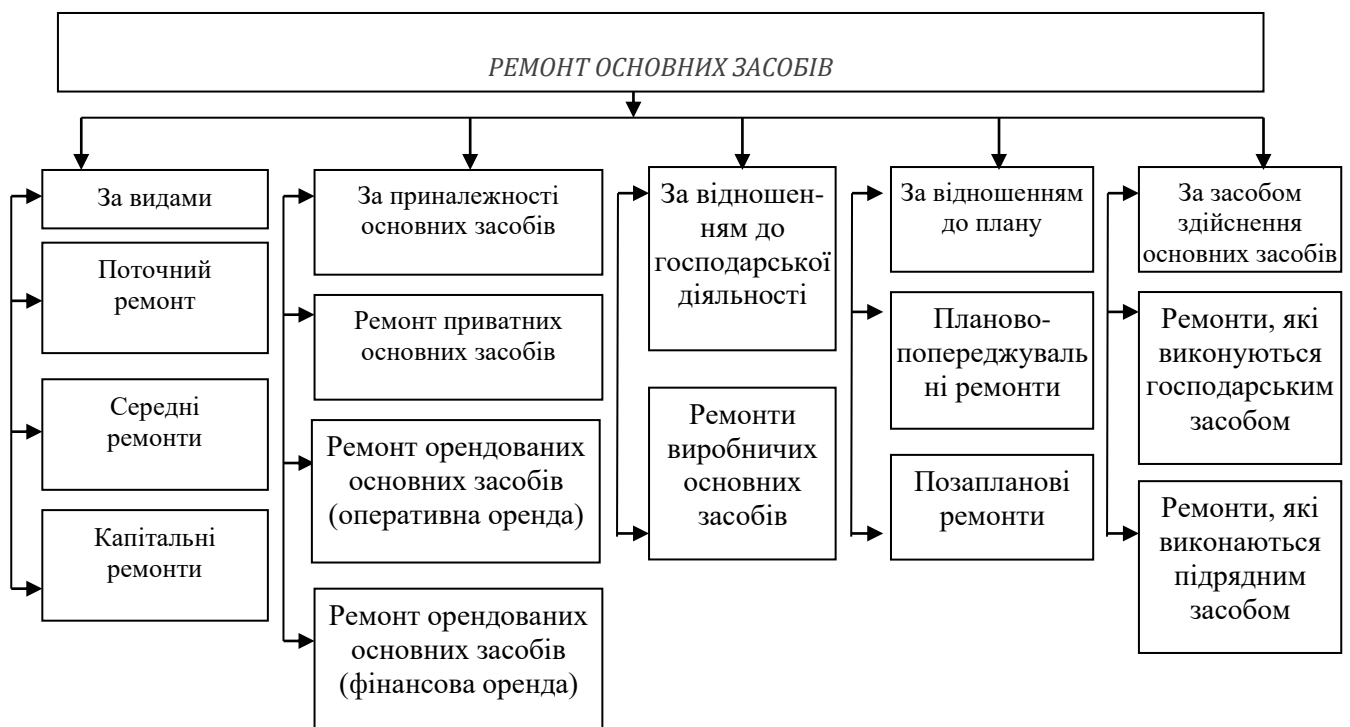 РЕМОНТ ОСНОВНИХ ЗАСОБІВ
За видами
Поточний
ремонт
Середні
ремонти
Капітальні
ремонти
За приналежності
основних засобів
Ремонт приватних
основних засобів
Ремонт орендованих
основних засобів
(оперативна оренда)
Ремонт орендованих
основних засобів
(фінансова оренда)
За відношен-
ням до
господарської
діяльності
Ремонти
виробничих
основних
засобів
За відношенням
до плану
Планово-
попереджуваль
ні ремонти
Позапланові
ремонти
За засобом
здійснення
основних засобів
Ремонти, які
виконуються
господарським
засобом
Ремонти, які
виконаються
підрядним
засобом